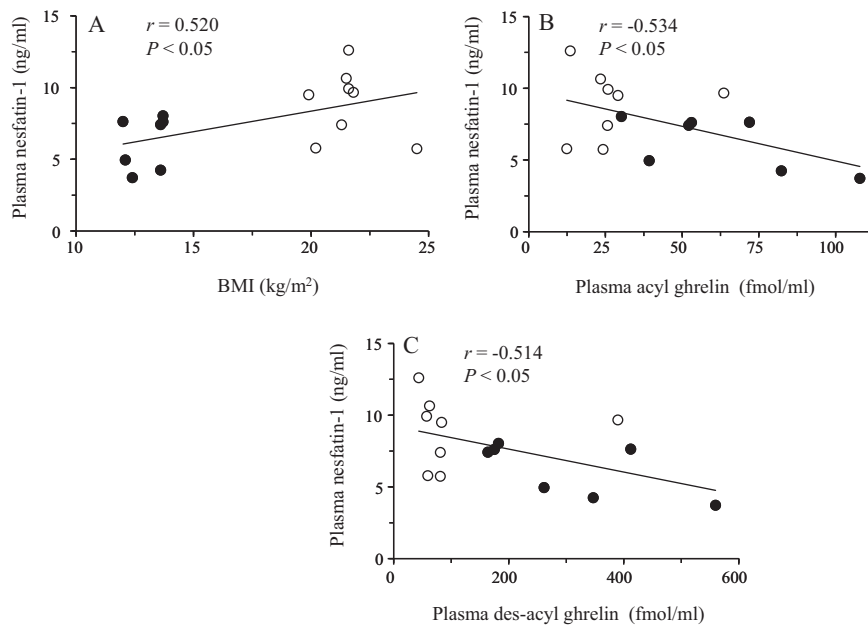 A
r = 0.520
P < 0.05
Plasma nesfatin-1 (ng/ml)
15
10
5
0
10
15
20
25
BMI (kg/m²)
B
r = -0.534
P < 0.05
Plasma nesfatin-1 (ng/ml)
15
10
5
0
0
25
50
75
100
Plasma acyl ghrelin (fmol/ml)
C
r = -0.514
P < 0.05
Plasma nesfatin-1 (ng/ml)
15
10
5
0
0
200
400
600
Plasma des-acyl ghrelin (fmol/ml)